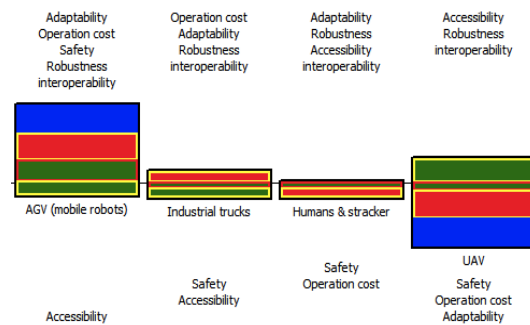 Adaptability
Operation cost
Safety
Robustness
interoperability
Operation cost
Adaptability
Robustness
interoperability
Adaptability
Robustness
Accessibility
interoperability
Accessibility
Robustness
interoperability
AGV (mobile robots)
Industrial trucks
Humans & stracker
UAV
Accessibility
Safety
Accessibility
Safety
Operation cost
Safety
Operation cost
Adaptability